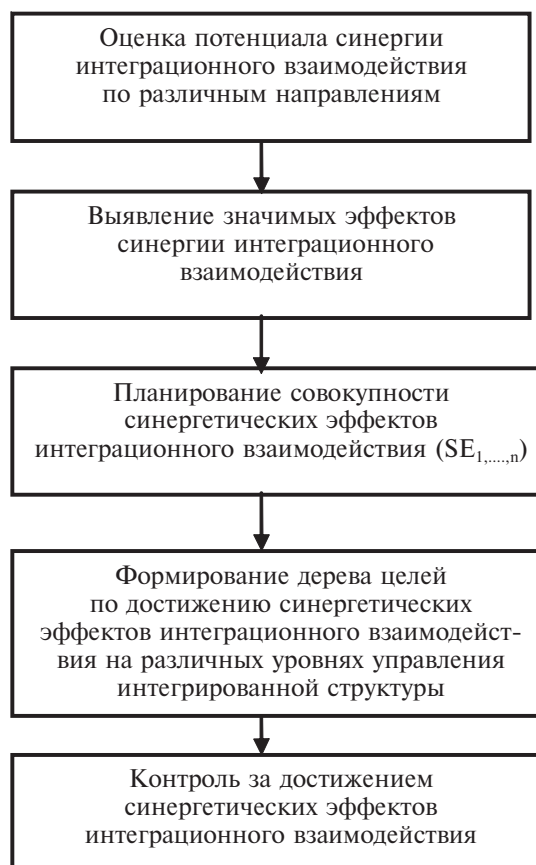 Оценка потенциала синергии
интеграционного взаимодействия
по различным направлениям
Выявление значимых эффектов
синергии интеграционного
взаимодействия
Планирование совокупности
синергетических эффектов
интеграционного взаимодействия (SE1,....,n)
Формирование дерева целей
по достижению синергетических
эффектов интеграционного взаимодейст-
вия на различных уровнях управления
интегрированной структуры
Контроль за достижением
синергетических эффектов
интеграционного взаимодействия